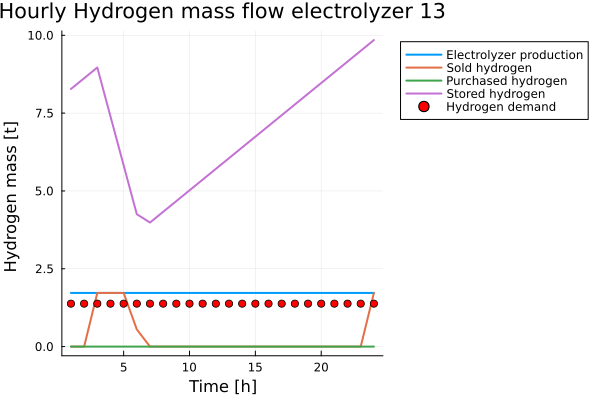 Hourly Hydrogen mass flow electrolyzer 13
Hydrogen mass [t]
10.0
7.5
5.0
2.5
0.0
5
10
15
20
Time [h]
Electrolyzer production
Sold hydrogen
Purchased hydrogen
Stored hydrogen
Hydrogen demand